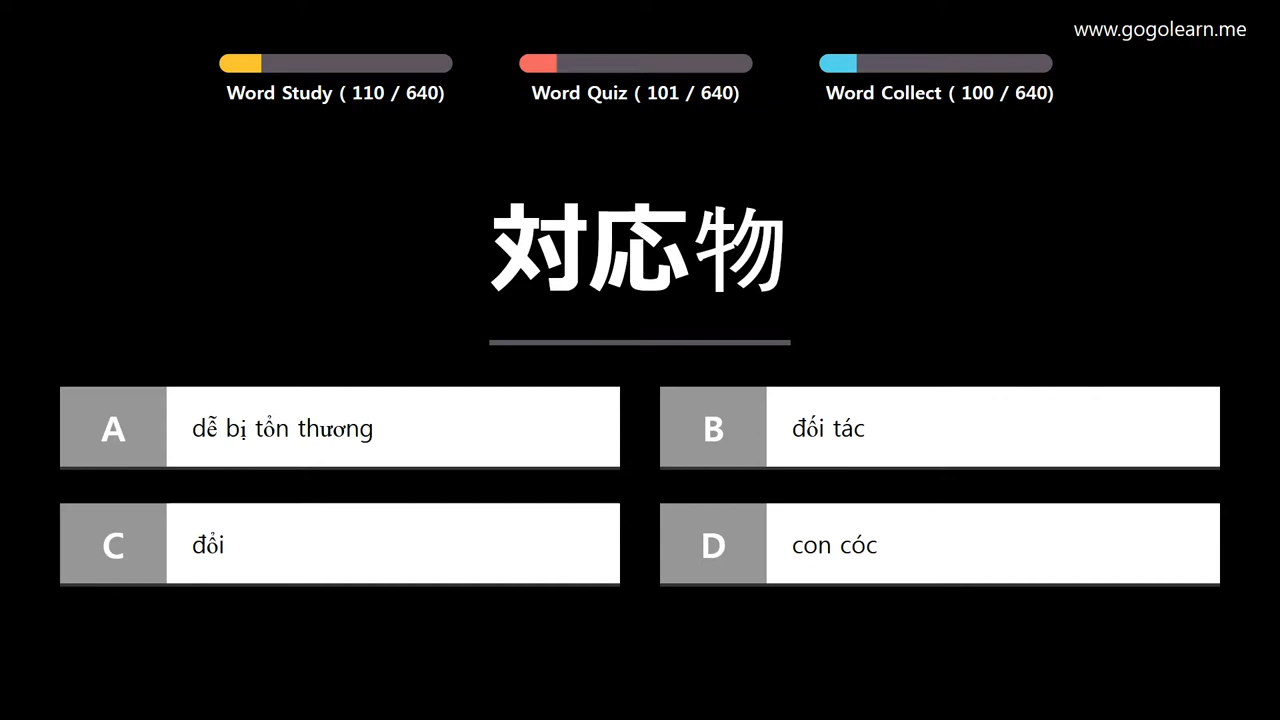 www.gogolearn.me
Word Study ( 110 / 640)
Word Quiz ( 101 / 640)
Word Collect ( 100 / 640)
対応物
A
dễ bị tổn thương
B
đối tác
C
đổi
D
con cóc